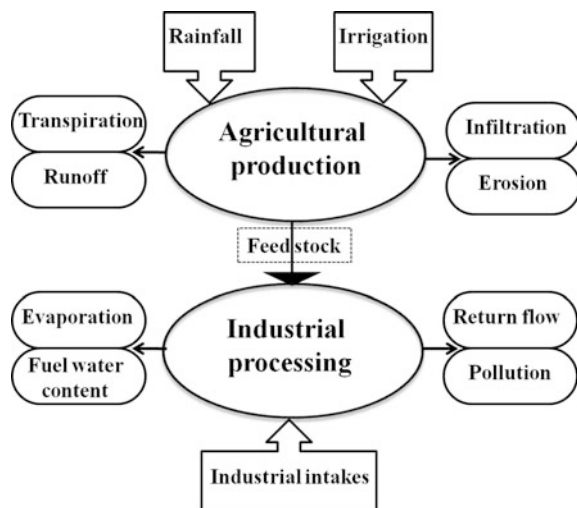 Rainfall
Irrigation
Transpiration
Runoff
Agricultural
production
Infiltration
Erosion
Feed stock
Evaporation
Fuel water
content
Industrial
processing
Return flow
Pollution
Industrial intakes